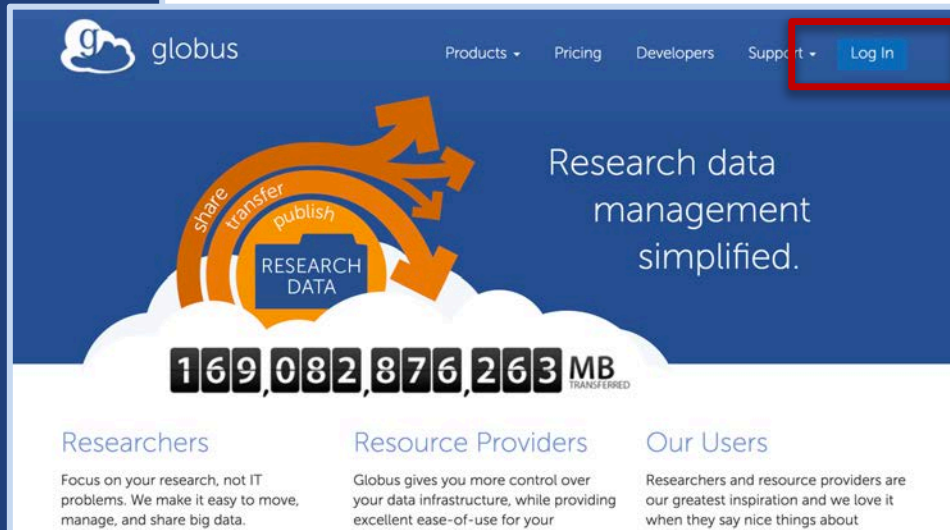 globus
Products Pricing Developers Support Log In
share
transfer
publish
RESEARCH
DATA
Research data
management
simplified.
169,082,876,263 MB
TRANSFERRED
Researchers
Focus on your research, not IT
problems. We make it easy to move,
manage, and share big data.
Resource Providers
Globus gives you more control over
your data infrastructure, while providing
excellent ease-of-use for your
Our Users
Researchers and resource providers are
our greatest inspiration and we love it
when they say nice things about